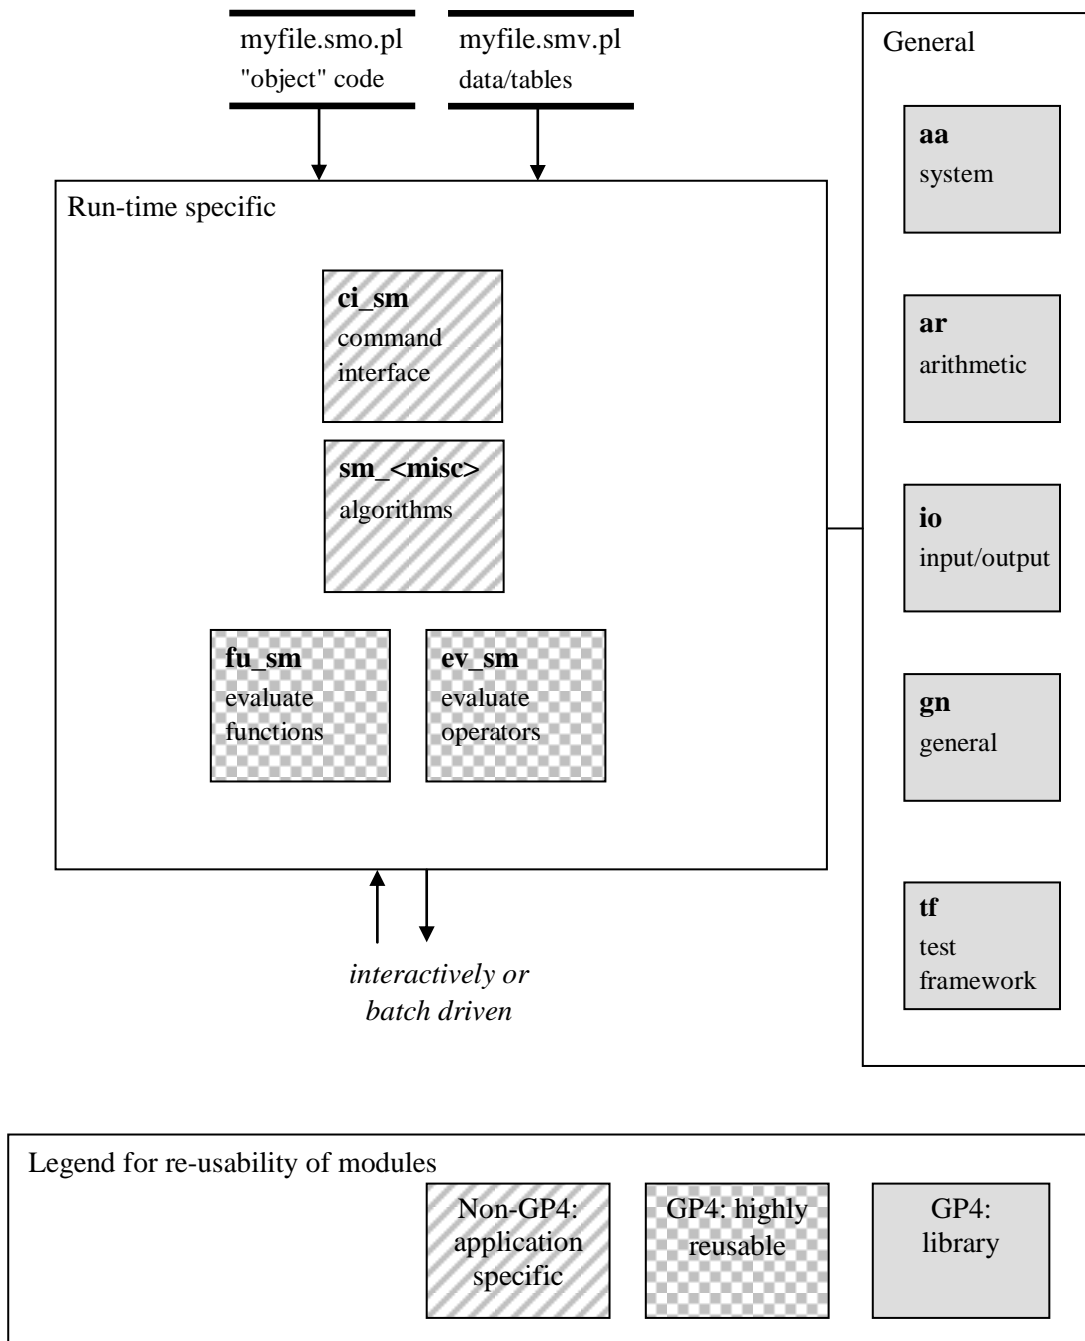 myfile.smo.pl
"object" code
myfile.smv.pl
data/tables
General
aa
system
Run-time specific
ci_sm
command
interface
ar
arithmetic
sm_<misc>
algorithms
io
input/output
fu_sm
evaluate
functions
ev_sm
evaluate
operators
gn
general
tf
test
framework
interactively or
batch driven
Legend for re-usability of modules
Non-GP4:
application
specific
GP4: highly
reusable
GP4:
library